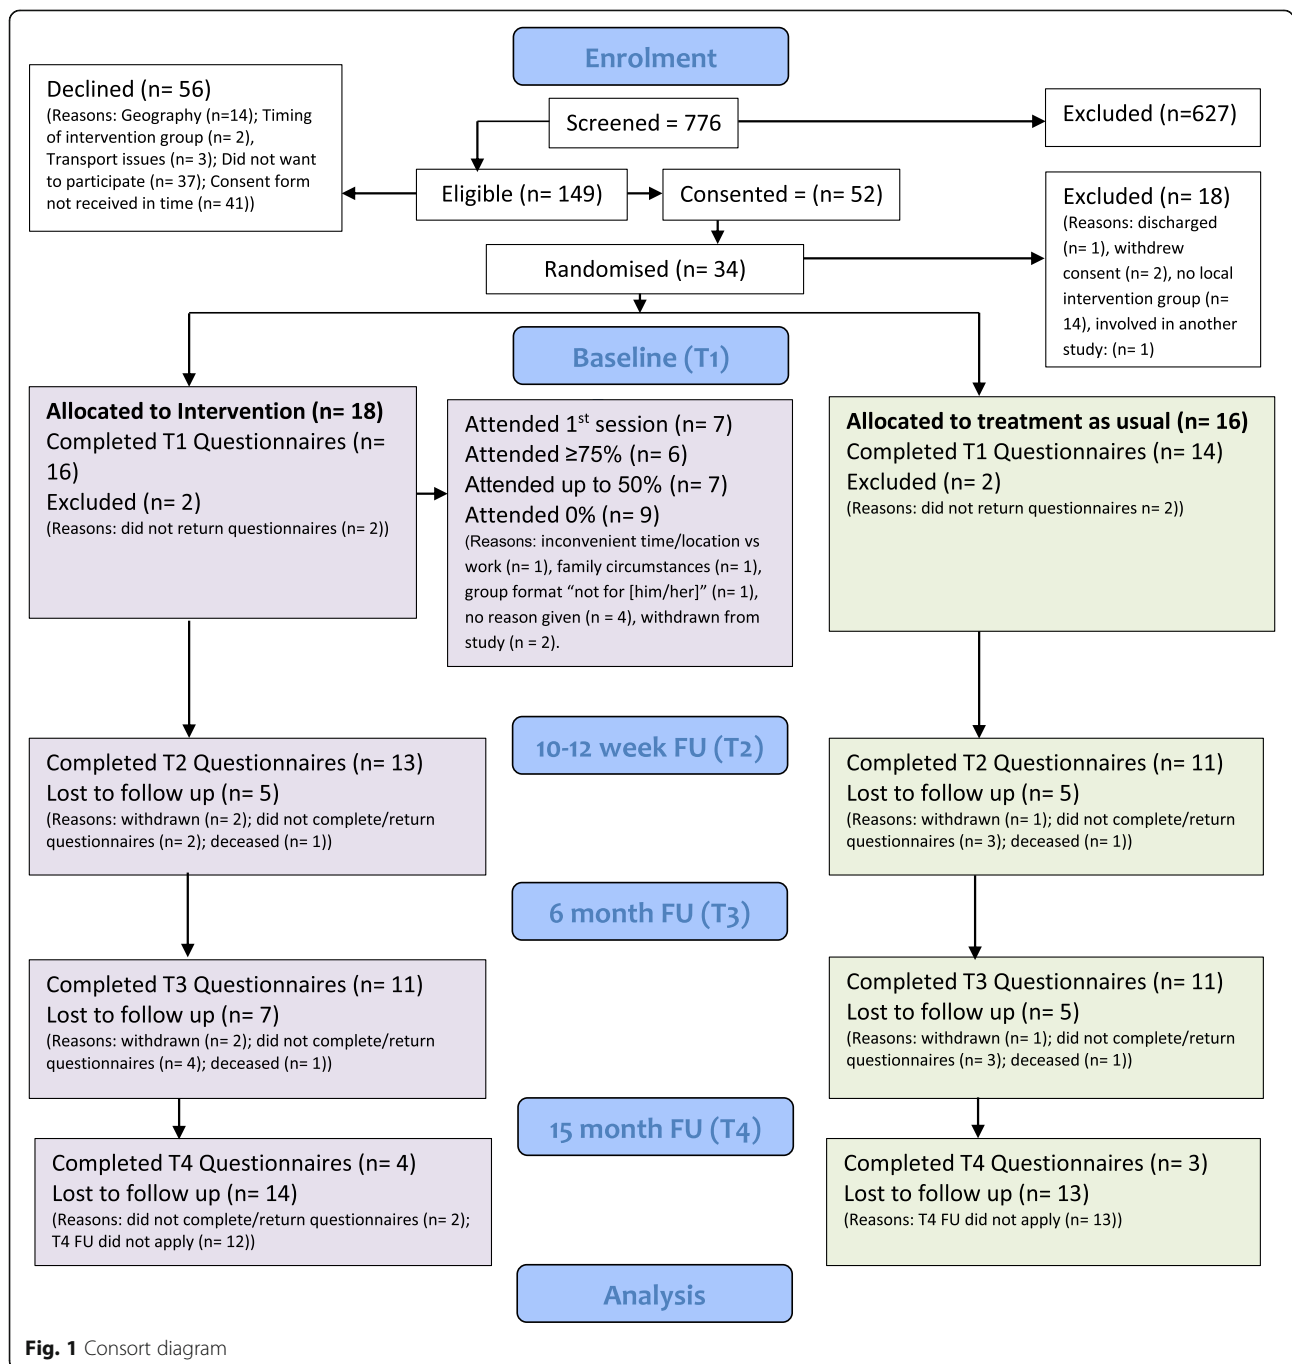 Enrolment
Declined (n= 56)
(Reasons: Geography (n=14); Timing
of intervention group (n= 2),
Transport issues (n= 3); Did not want
to participate (n= 37); Consent form
not received in time (n= 41))
Screened = 776
Excluded (n=627)
Eligible (n= 149)
Consented = (n= 52)
Excluded (n= 18)
(Reasons: discharged
(n= 1), withdrew
consent (n= 2), no local
intervention group (n=
14), involved in another
study: (n= 1)
Randomised (n= 34)
Baseline (T1)
Allocated to Intervention (n= 18)
Completed T1 Questionnaires (n=
16)
Excluded (n= 2)
(Reasons: did not return questionnaires (n= 2))
Attended 1st session (n= 7)
Attended ≥75% (n= 6)
Attended up to 50% (n= 7)
Attended 0% (n= 9)
(Reasons: inconvenient time/location vs
work (n= 1), family circumstances (n= 1),
group format “not for [him/her]” (n= 1),
no reason given (n = 4), withdrawn from
study (n = 2).
Allocated to treatment as usual (n= 16)
Completed T1 Questionnaires (n= 14)
Excluded (n= 2)
(Reasons: did not return questionnaires n= 2))
10-12 week FU (T2)
Completed T2 Questionnaires (n= 13)
Lost to follow up (n= 5)
(Reasons: withdrawn (n= 2); did not complete/return
questionnaires (n= 2); deceased (n= 1))
Completed T2 Questionnaires (n= 11)
Lost to follow up (n= 5)
(Reasons: withdrawn (n= 1); did not complete/return
questionnaires (n= 3); deceased (n= 1))
6 month FU (T3)
Completed T3 Questionnaires (n= 11)
Lost to follow up (n= 7)
(Reasons: withdrawn (n= 2); did not complete/return
questionnaires (n= 4); deceased (n= 1))
Completed T3 Questionnaires (n= 11)
Lost to follow up (n= 5)
(Reasons: withdrawn (n= 1); did not complete/return
questionnaires (n= 3); deceased (n= 1))
15 month FU (T4)
Completed T4 Questionnaires (n= 4)
Lost to follow up (n= 14)
(Reasons: did not complete/return questionnaires (n= 2);
T4 FU did not apply (n= 12))
Completed T4 Questionnaires (n= 3)
Lost to follow up (n= 13)
(Reasons: T4 FU did not apply (n= 13))
Analysis
Fig. 1 Consort diagram